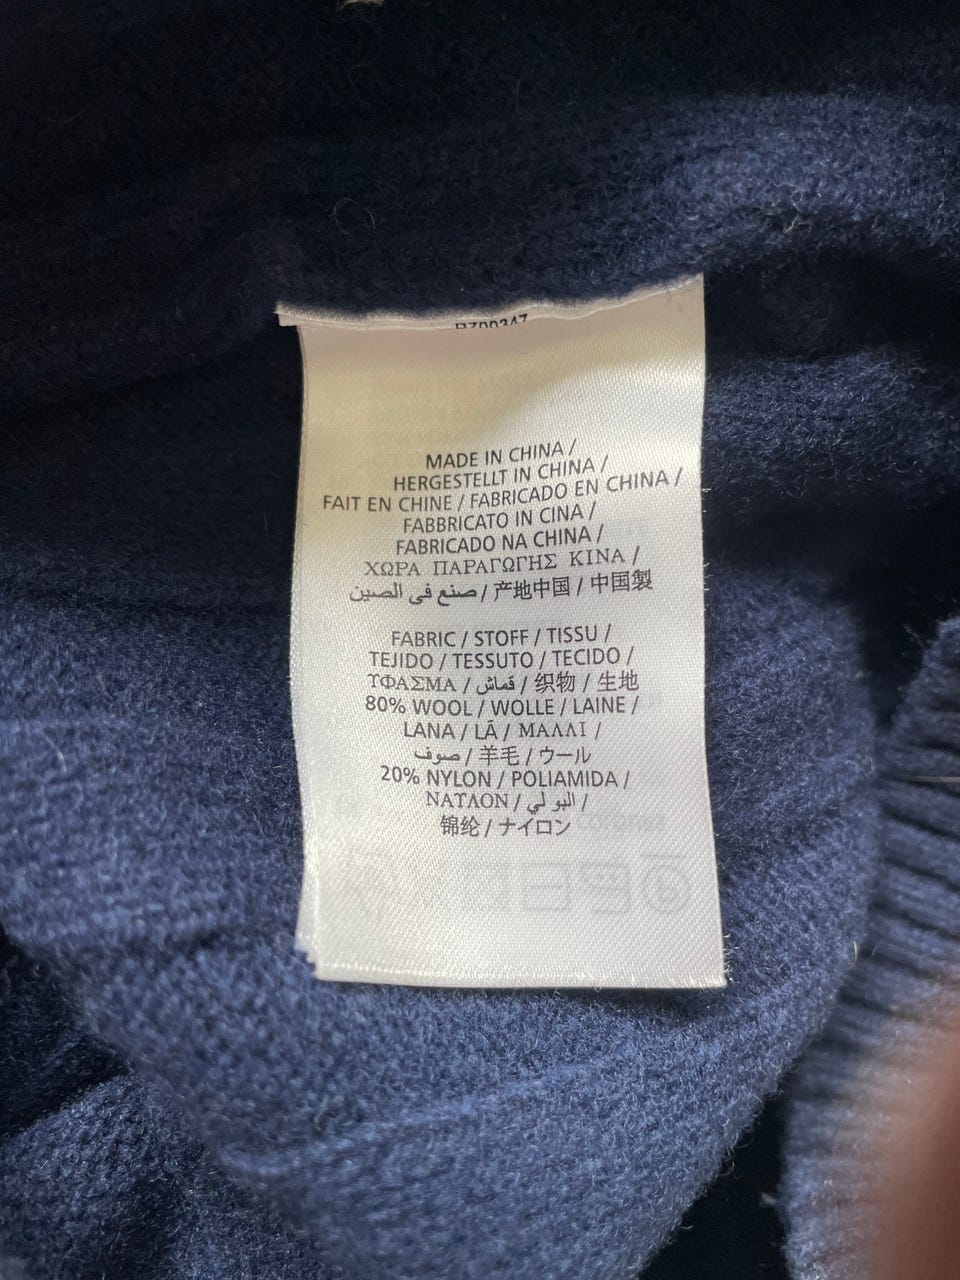 MADE IN CHINA /
HERGESTELLT IN CHINA /
FAIT EN CHINE / FABRICADO EN CHINA /
FABBRICATO IN CINA /
FABRICADO NA CHINA /
ΧΩΡΑ ΠΑΡΑΓΩΓΗΣ ΚΙΝΑ /
صنع في الصين / 产地中国 / 中国製
FABRIC / STOFF / TISSU /
TEJIDO / TESSUTO / TECIDO /
ΥΦΑΣΜΑ / قماش / 织物 / 生地
80% WOOL / WOLLE / LAINE /
LANA / LÃ / ΜΑΛΛΙ /
صوف / 羊毛 / ウール
20% NYLON / POLIAMIDA /
ΝΑΥΛΟΝ / البولي /
锦纶 / ナイロン